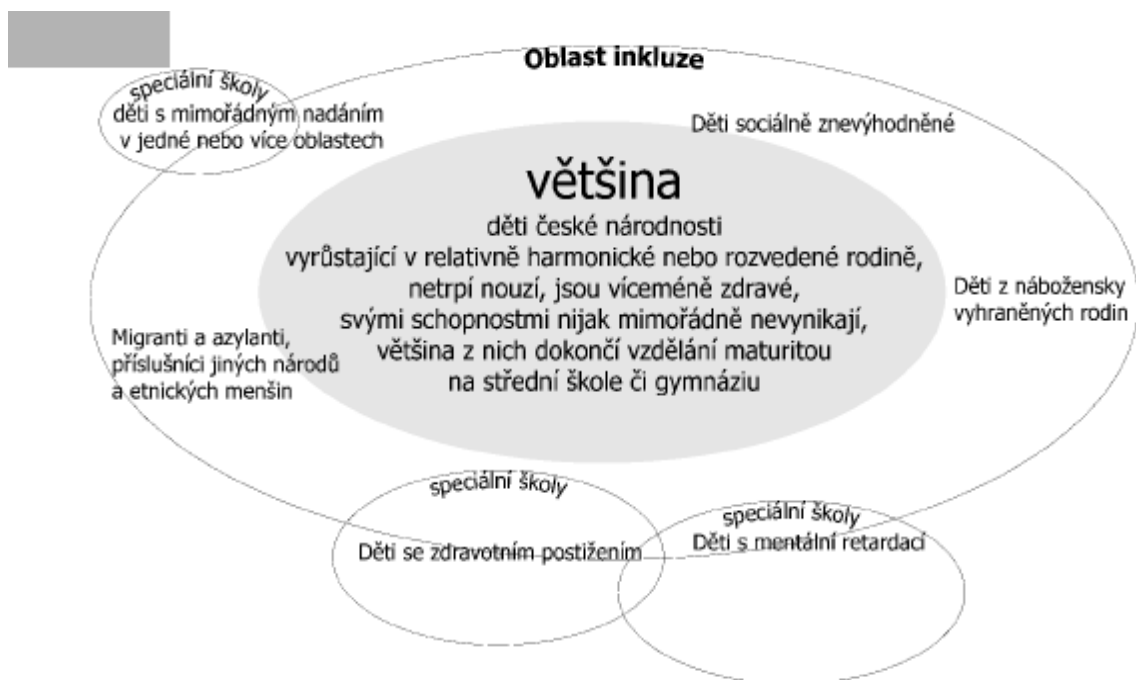 Oblast inkluze
speciální školy
děti s mimořádným nadáním
v jedné nebo více oblastech
Děti sociálně znevýhodněné
většina
děti české národnosti
vyrůstající v relativně harmonické nebo rozvedené rodině,
netrpí nouzí, jsou víceméně zdravé,
svými schopnostmi nijak mimořádně nevynikají,
většina z nich dokončí vzdělání maturitou
na střední škole či gymnáziu
Děti z nábožensky
vyhraněných rodin
Migranti a azylanti,
příslušníci jiných národů
a etnických menšin
speciální školy
Děti se zdravotním postižením
speciální školy
Děti s mentální retardací